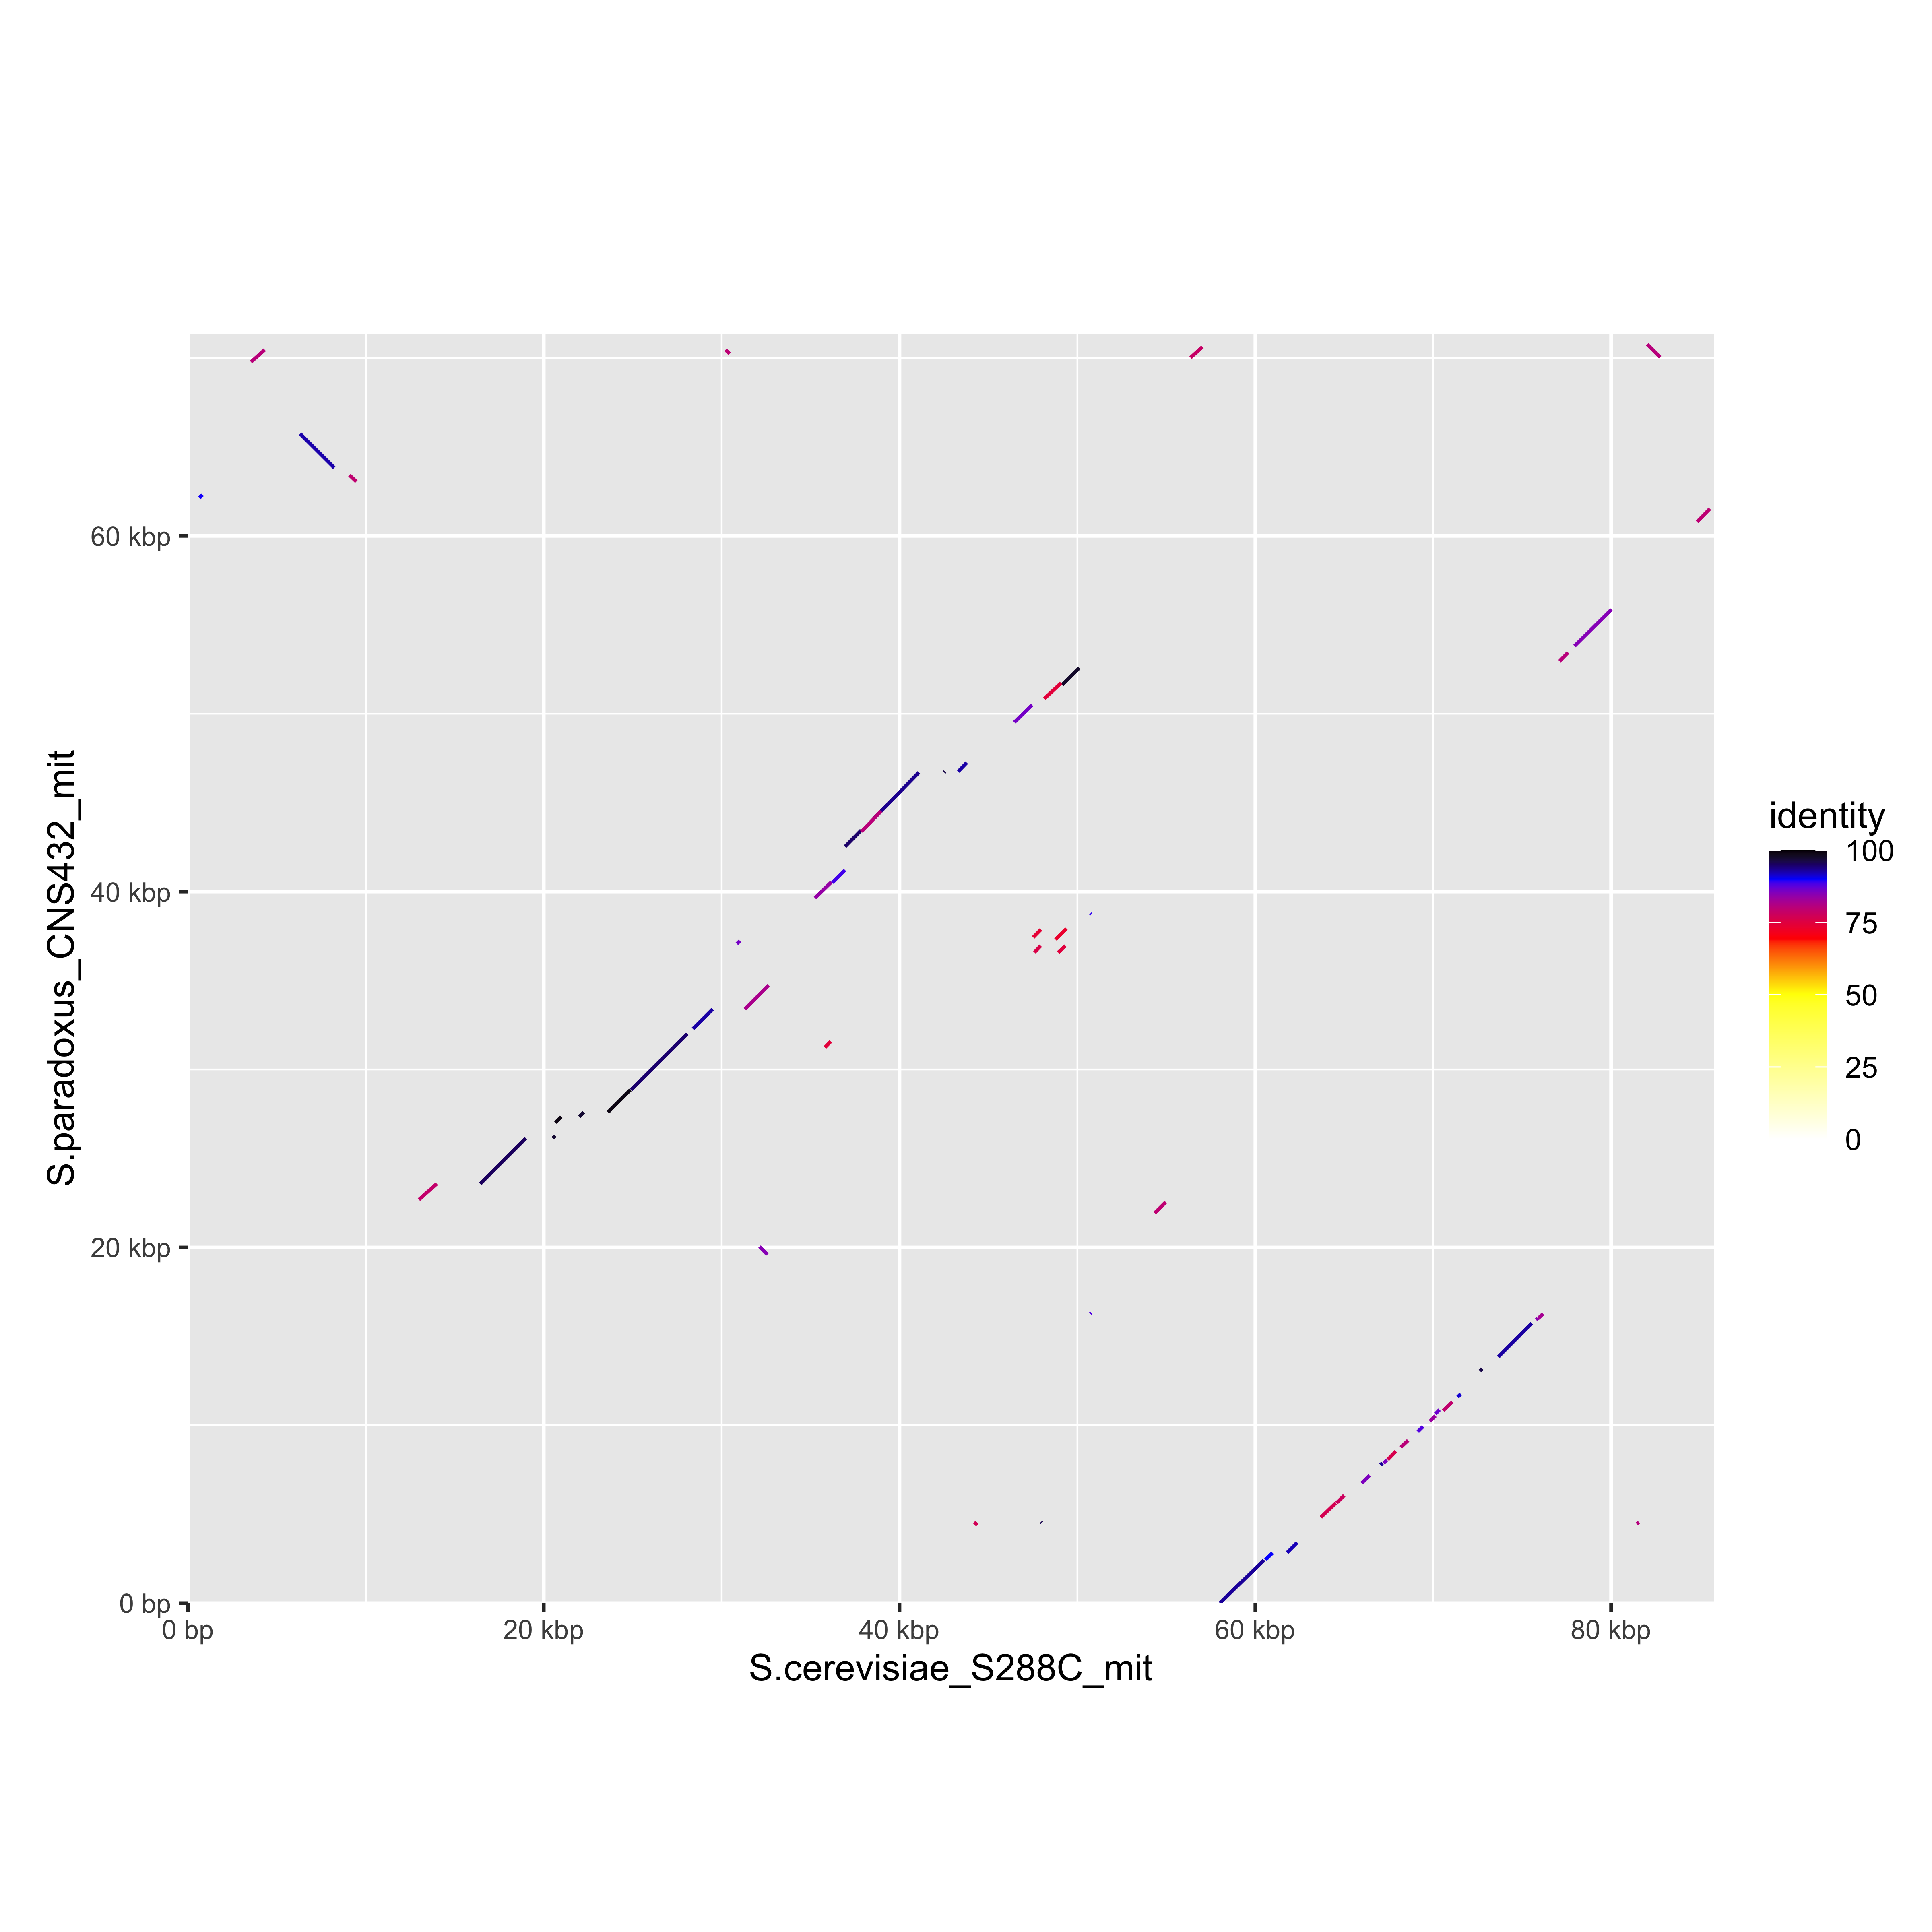 60 kbp
40 kbp
20 kbp
0 bp
S.paradoxus_CNS432_mit
0 bp
20 kbp
40 kbp
60 kbp
80 kbp
S.cerevisiae_S288C_mit
identity
100
75
50
25
0